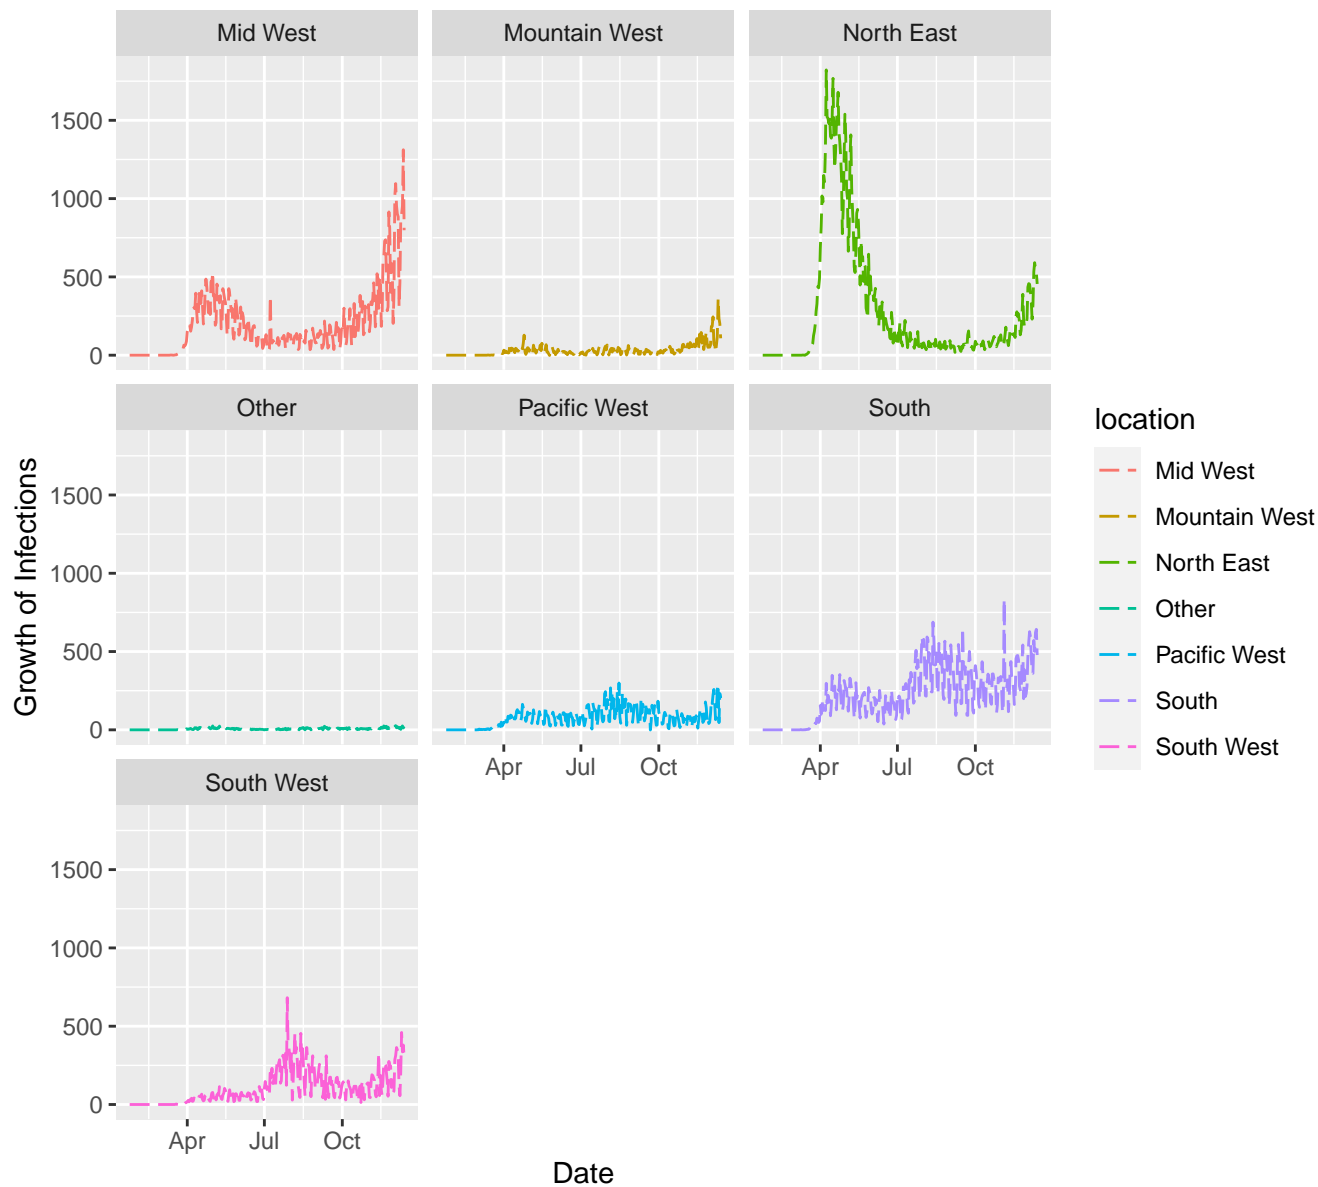 Mid West
Mountain West
North East
1500
1000
500
0
Other
Pacific West
South
1500
1000
500
0
Apr Jul Oct
Apr Jul Oct
South West
1500
1000
500
0
Apr Jul Oct
Growth of Infections
Date
location
Mid West
Mountain West
North East
Other
Pacific West
South
South West